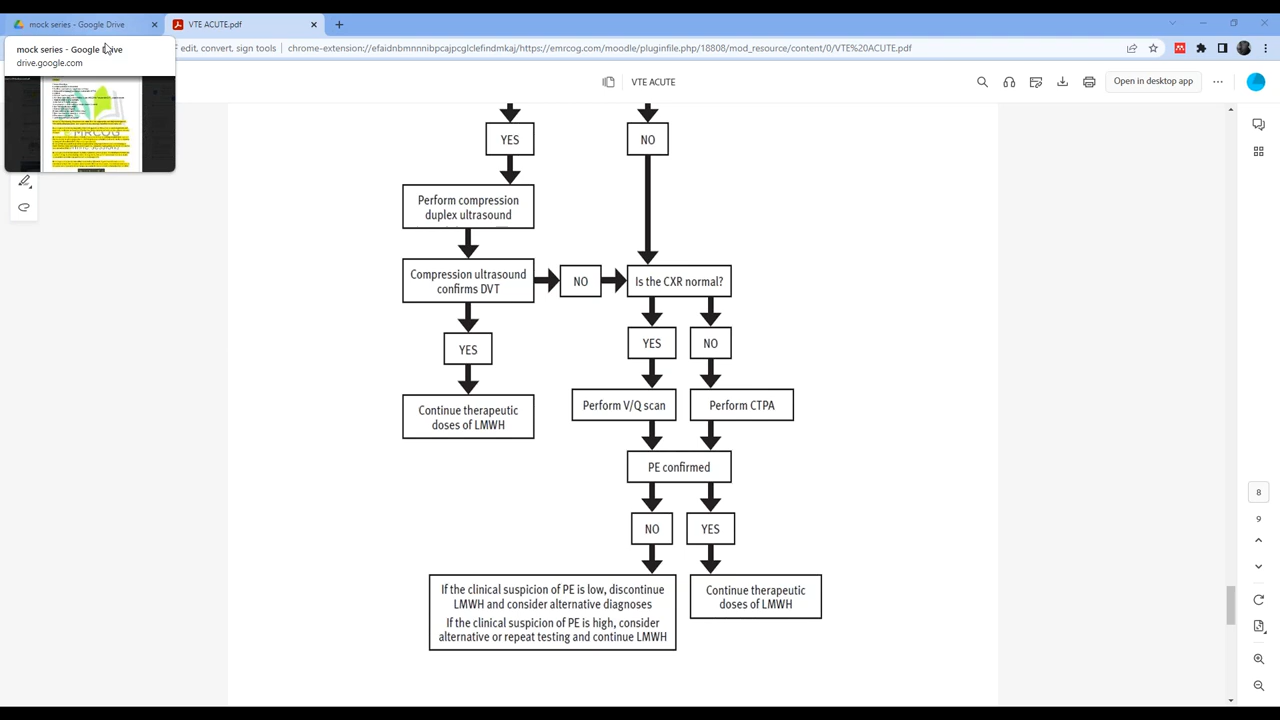 mock series - Google Drive
VTE ACUTE.pdf
mock series - Google Drive
drive.google.com
edit, convert, sign tools
chrome-extension://efaidnbmnnnibpcajpcglclefindmkaj/https://emrcog.com/moodle/pluginfile.php/18808/mod_resource/content/0/VTE%20ACUTE.pdf
VTE ACUTE
Open in desktop app
YES
NO
Perform compression
duplex ultrasound
Compression ultrasound
confirms DVT
NO
Is the CXR normal?
YES
YES
NO
Continue therapeutic
doses of LMWH
Perform V/Q scan
Perform CTPA
PE confirmed
NO
YES
If the clinical suspicion of PE is low, discontinue
LMWH and consider alternative diagnoses
If the clinical suspicion of PE is high, consider
alternative or repeat testing and continue LMWH
Continue therapeutic
doses of LMWH
8
9